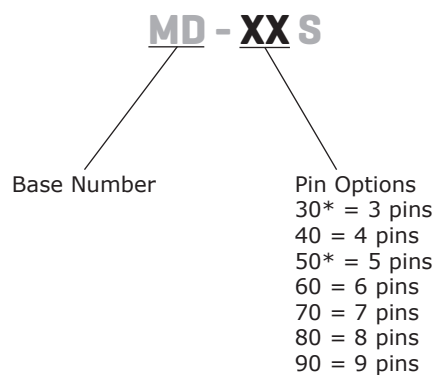 MD - XX S
Base Number
Pin Options
30* = 3 pins
40 = 4 pins
50* = 5 pins
60 = 6 pins
70 = 7 pins
80 = 8 pins
90 = 9 pins